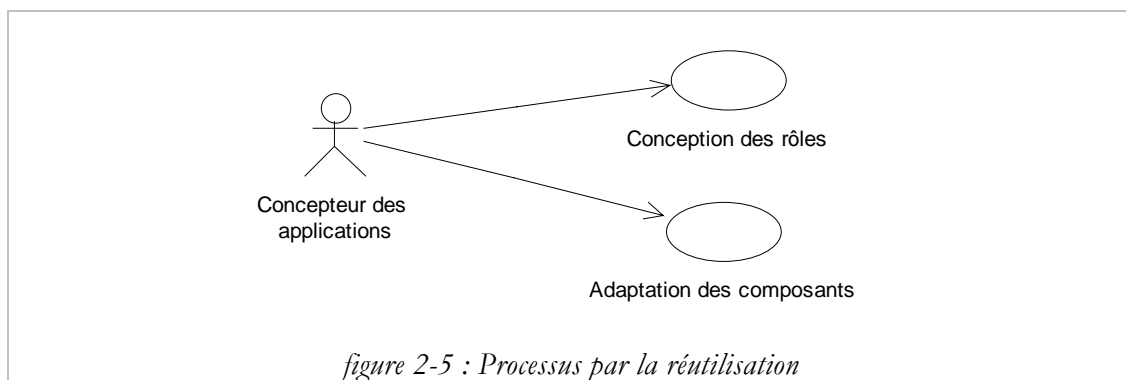 Conception des rôles
Concepteur des
applications
Adaptation des composants
figure 2-5 : Processus par la réutilisation